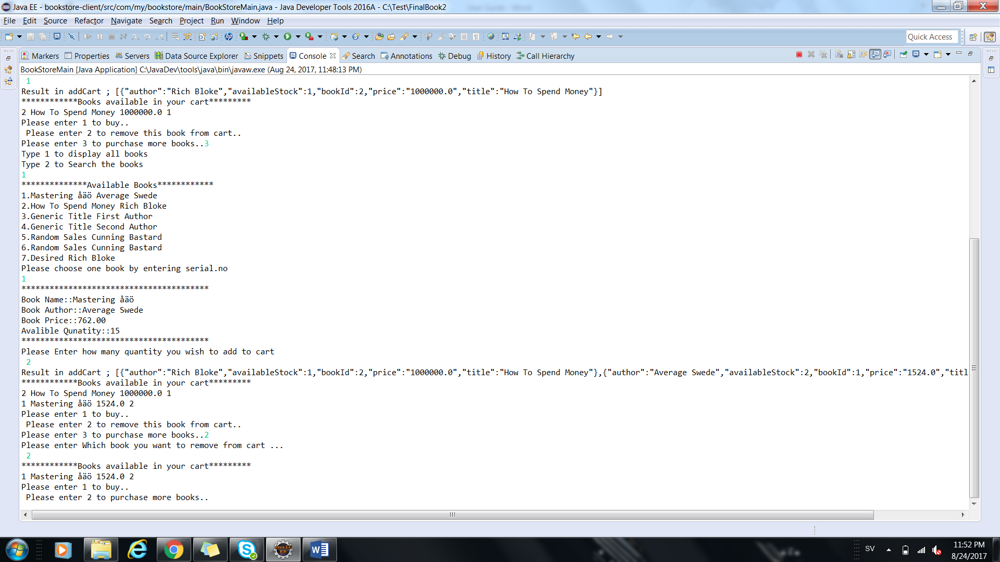 Java EE - bookstore-client/src/com/my/bookstore/main/BookStoreMain.java - Java Developer Tools 2016A - C:\Test\FinalBook2
File Edit Source Refactor Navigate Search Project Run Window Help
Quick Access
Markers Properties Servers Data Source Explorer Snippets Console Search Annotations Debug History Call Hierarchy
BookStoreMain [Java Application] C:\JavaDev\tools\java\bin\javaw.exe (Aug 24, 2017, 11:48:13 PM)
1
Result in addCart ; [{"author":"Rich Bloke","availableStock":1,"bookId":2,"price":"1000000.0","title":"How To Spend Money"}]
************Books available in your cart*********
2 How To Spend Money 1000000.0 1
Please enter 1 to buy..
Please enter 2 to remove this book from cart..
Please enter 3 to purchase more books..3
Type 1 to display all books
Type 2 to Search the books
1
**************Available Books************
1.Mastering åäö Average Swede
2.How To Spend Money Rich Bloke
3.Generic Title First Author
4.Generic Title Second Author
5.Random Sales Cunning Bastard
6.Random Sales Cunning Bastard
7.Desired Rich Bloke
Please choose one book by entering serial.no
1
****************************************
Book Name::Mastering åäö
Book Author::Average Swede
Book Price::762.00
Avalible Qunatity::15
****************************************
Please Enter how many quantity you wish to add to cart
2
Result in addCart ; [{"author":"Rich Bloke","availableStock":1,"bookId":2,"price":"1000000.0","title":"How To Spend Money"},{"author":"Average Swede","availableStock":2,"bookId":1,"price":"1524.0","titl
************Books available in your cart*********
2 How To Spend Money 1000000.0 1
1 Mastering åäö 1524.0 2
Please enter 1 to buy..
Please enter 2 to remove this book from cart..
Please enter 3 to purchase more books..2
Please enter Which book you want to remove from cart ...
2
************Books available in your cart*********
1 Mastering åäö 1524.0 2
Please enter 1 to buy..
Please enter 2 to purchase more books..
SV
11:52 PM
8/24/2017